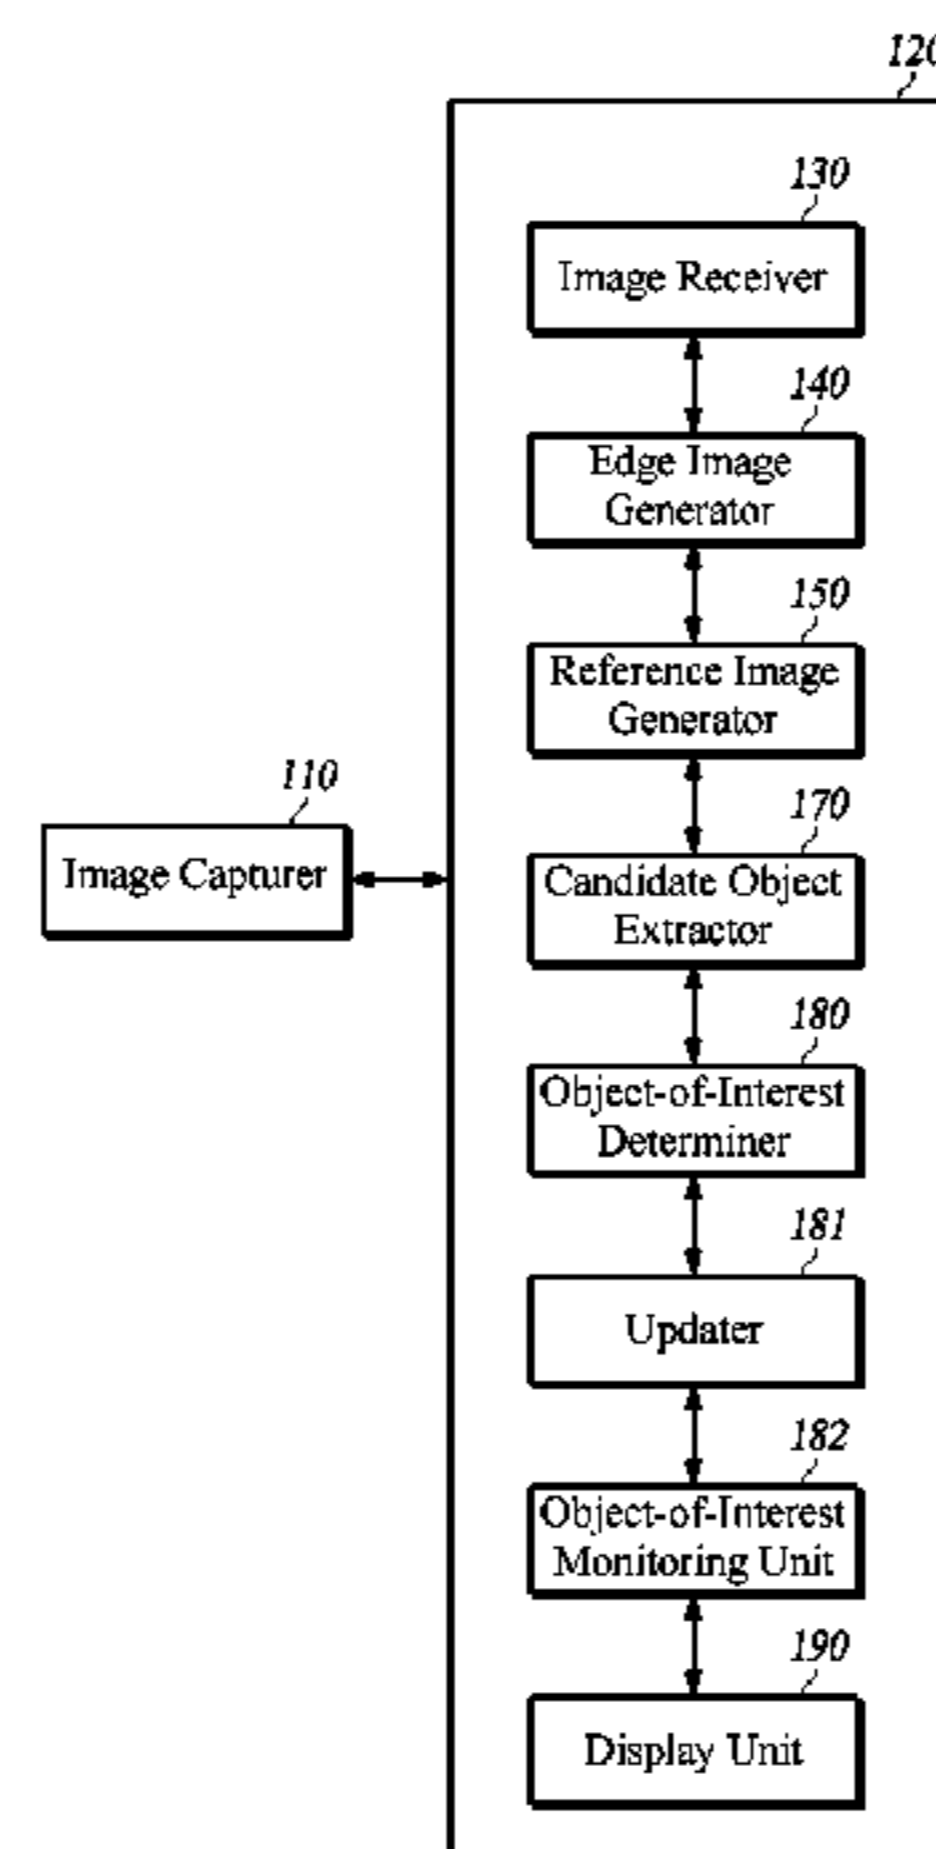 120
130
Image Receiver
140
Edge Image
Generator
150
Reference Image
Generator
110
Image Capturer
170
Candidate Object
Extractor
180
Object-of-Interest
Determiner
181
Updater
182
Object-of-Interest
Monitoring Unit
190
Display Unit